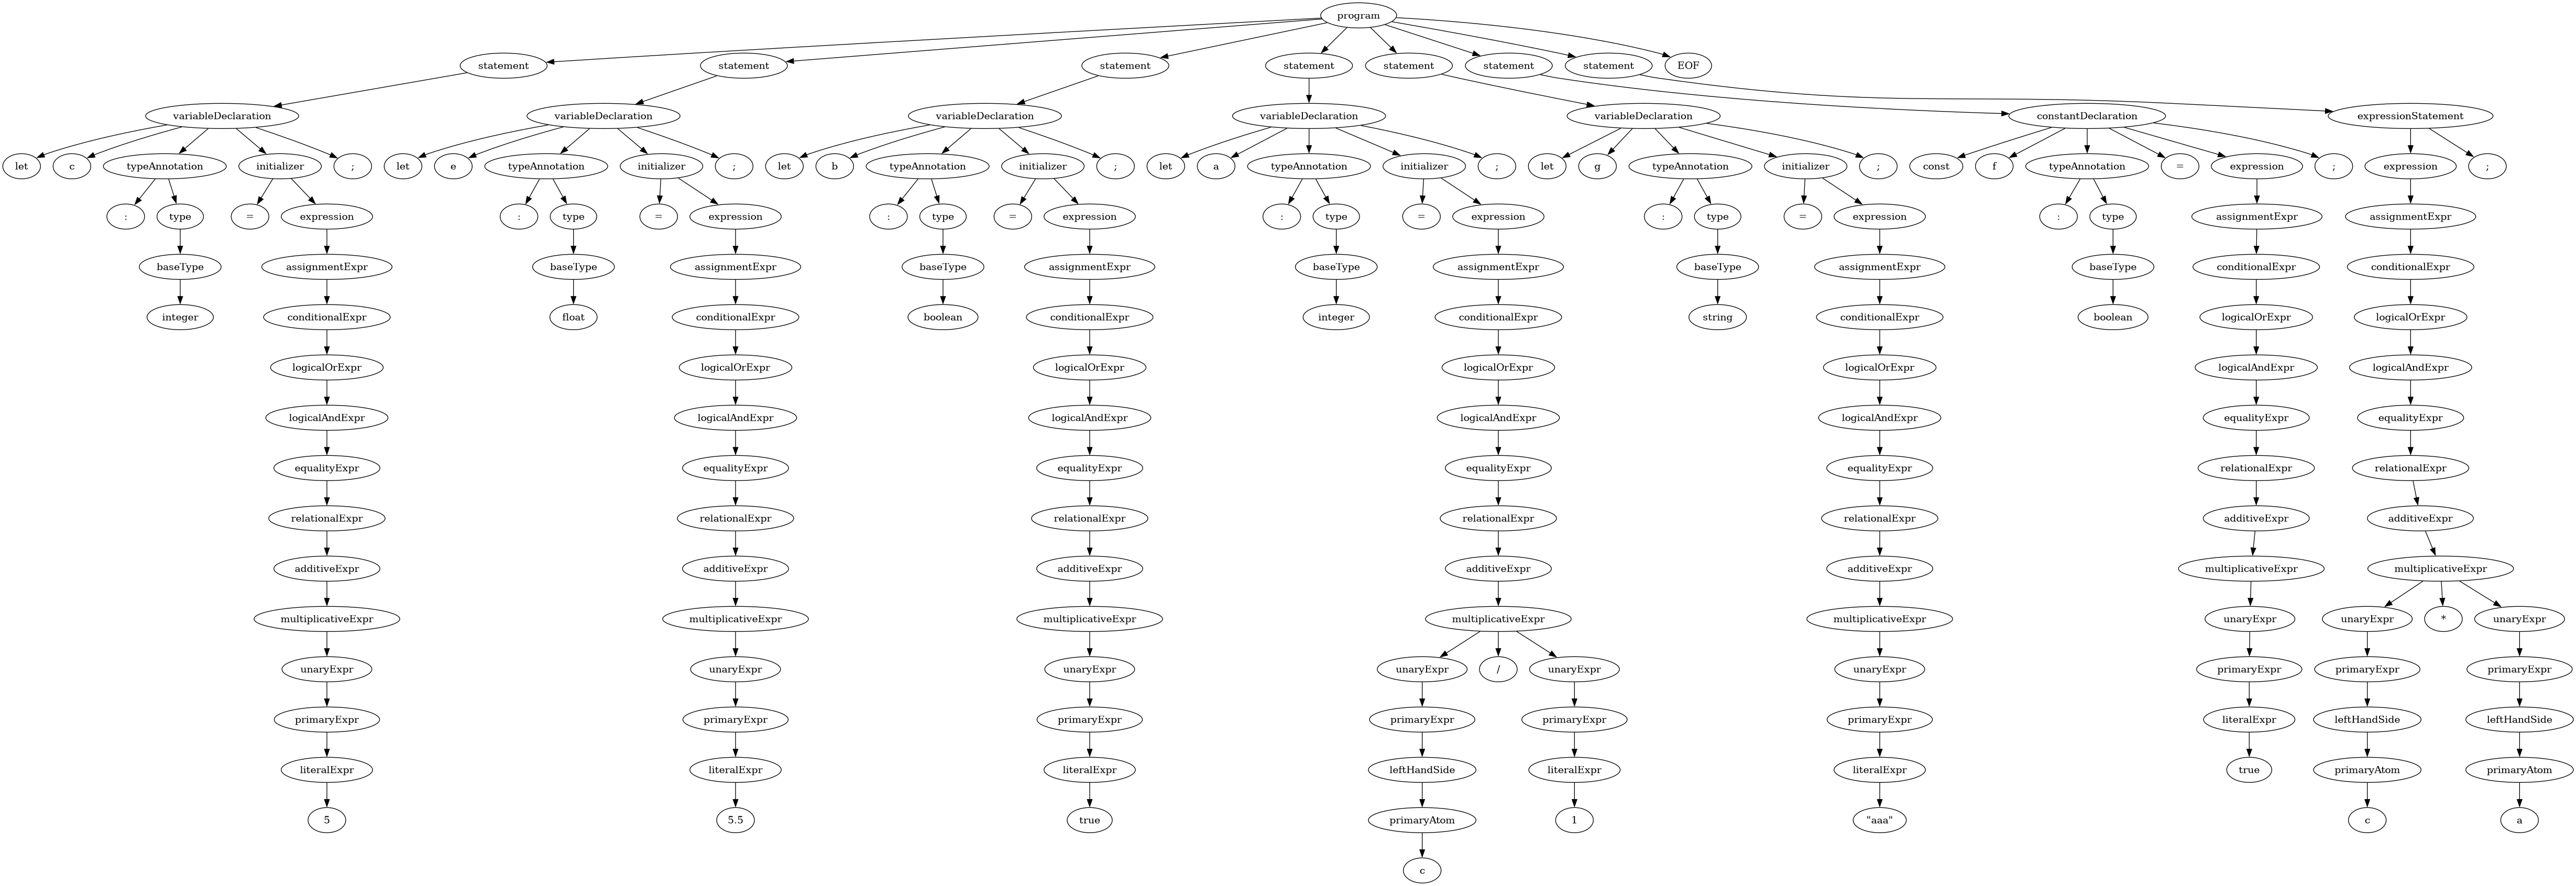 program
statement statement statement statement statement statement statement EOF
variableDeclaration variableDeclaration variableDeclaration variableDeclaration variableDeclaration constantDeclaration expressionStatement
let c typeAnnotation initializer ; let e typeAnnotation initializer ; let b typeAnnotation initializer ; let a typeAnnotation initializer ; let g typeAnnotation initializer ; const f typeAnnotation = expression ; expression ;
: type = expression : type = expression : type = expression : type = expression : type = expression : type assignmentExpr assignmentExpr
baseType assignmentExpr baseType assignmentExpr baseType assignmentExpr baseType assignmentExpr baseType assignmentExpr baseType conditionalExpr conditionalExpr
integer conditionalExpr float conditionalExpr boolean conditionalExpr integer conditionalExpr string conditionalExpr boolean logicalOrExpr logicalOrExpr
logicalOrExpr logicalOrExpr logicalOrExpr logicalOrExpr logicalOrExpr logicalAndExpr logicalAndExpr
logicalAndExpr logicalAndExpr logicalAndExpr logicalAndExpr logicalAndExpr equalityExpr equalityExpr
equalityExpr equalityExpr equalityExpr equalityExpr equalityExpr relationalExpr relationalExpr
relationalExpr relationalExpr relationalExpr relationalExpr relationalExpr additiveExpr additiveExpr
additiveExpr additiveExpr additiveExpr additiveExpr additiveExpr multiplicativeExpr multiplicativeExpr
multiplicativeExpr multiplicativeExpr multiplicativeExpr multiplicativeExpr multiplicativeExpr unaryExpr unaryExpr * unaryExpr
unaryExpr unaryExpr unaryExpr unaryExpr / unaryExpr unaryExpr primaryExpr primaryExpr primaryExpr
primaryExpr primaryExpr primaryExpr primaryExpr primaryExpr primaryExpr literalExpr leftHandSide leftHandSide
literalExpr literalExpr literalExpr leftHandSide literalExpr literalExpr true primaryAtom primaryAtom
5 5.5 true primaryAtom 1 "aaa" c a
c